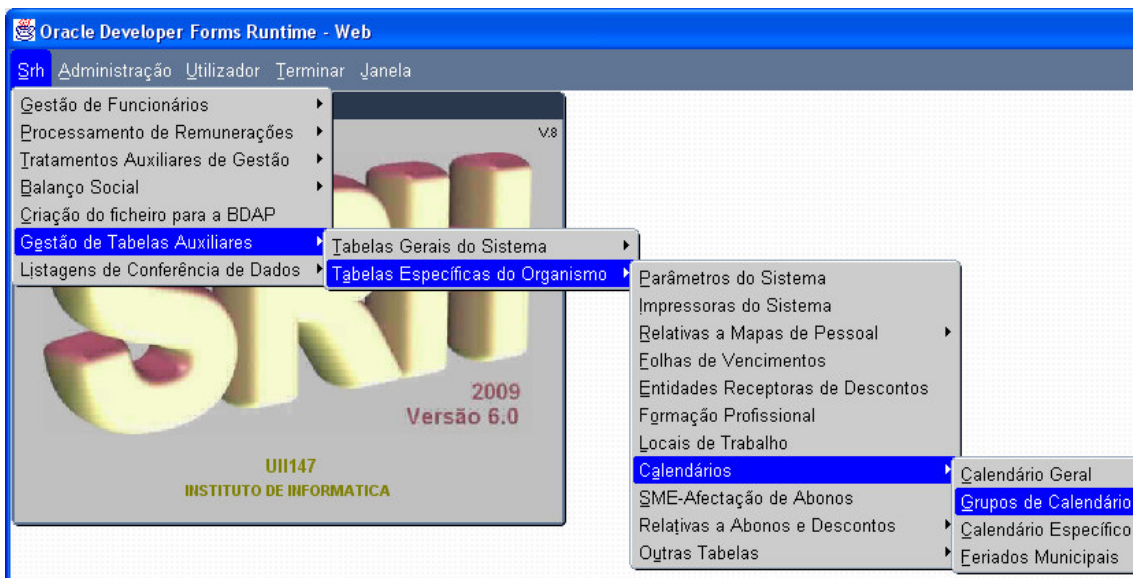 Oracle Developer Forms Runtime - Web
Srh Administração Utilizador Terminar Janela
Gestão de Funcionários
Processamento de Remunerações
Tratamentos Auxiliares de Gestão
Balanço Social
Criação do ficheiro para a BDAP
Gestão de Tabelas Auxiliares
Listagens de Conferência de Dados
V.8
SRH
2009
Versão 6.0
UII147
INSTITUTO DE INFORMATICA
Tabelas Gerais do Sistema
Tabelas Específicas do Organismo
Parâmetros do Sistema
Impressoras do Sistema
Relativas a Mapas de Pessoal
Folhas de Vencimentos
Entidades Receptoras de Descontos
Formação Profissional
Locais de Trabalho
Calendários
SME-Afectação de Abonos
Relativas a Abonos e Descontos
Outras Tabelas
Calendário Geral
Grupos de Calendário
Calendário Específico
Feriados Municipais